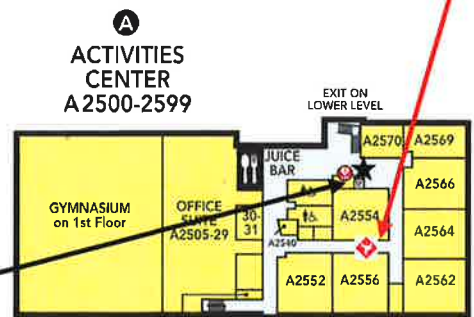 A
ACTIVITIES
CENTER
A2500-2599
EXIT ON
LOWER LEVEL
JUICE
BAR
A2570
A2569
A2566
GYMNASIUM
on 1st Floor
OFFICE
SUITE
A2505-29
30-
31
A2554
A2564
A2540
A2552
A2556
A2562